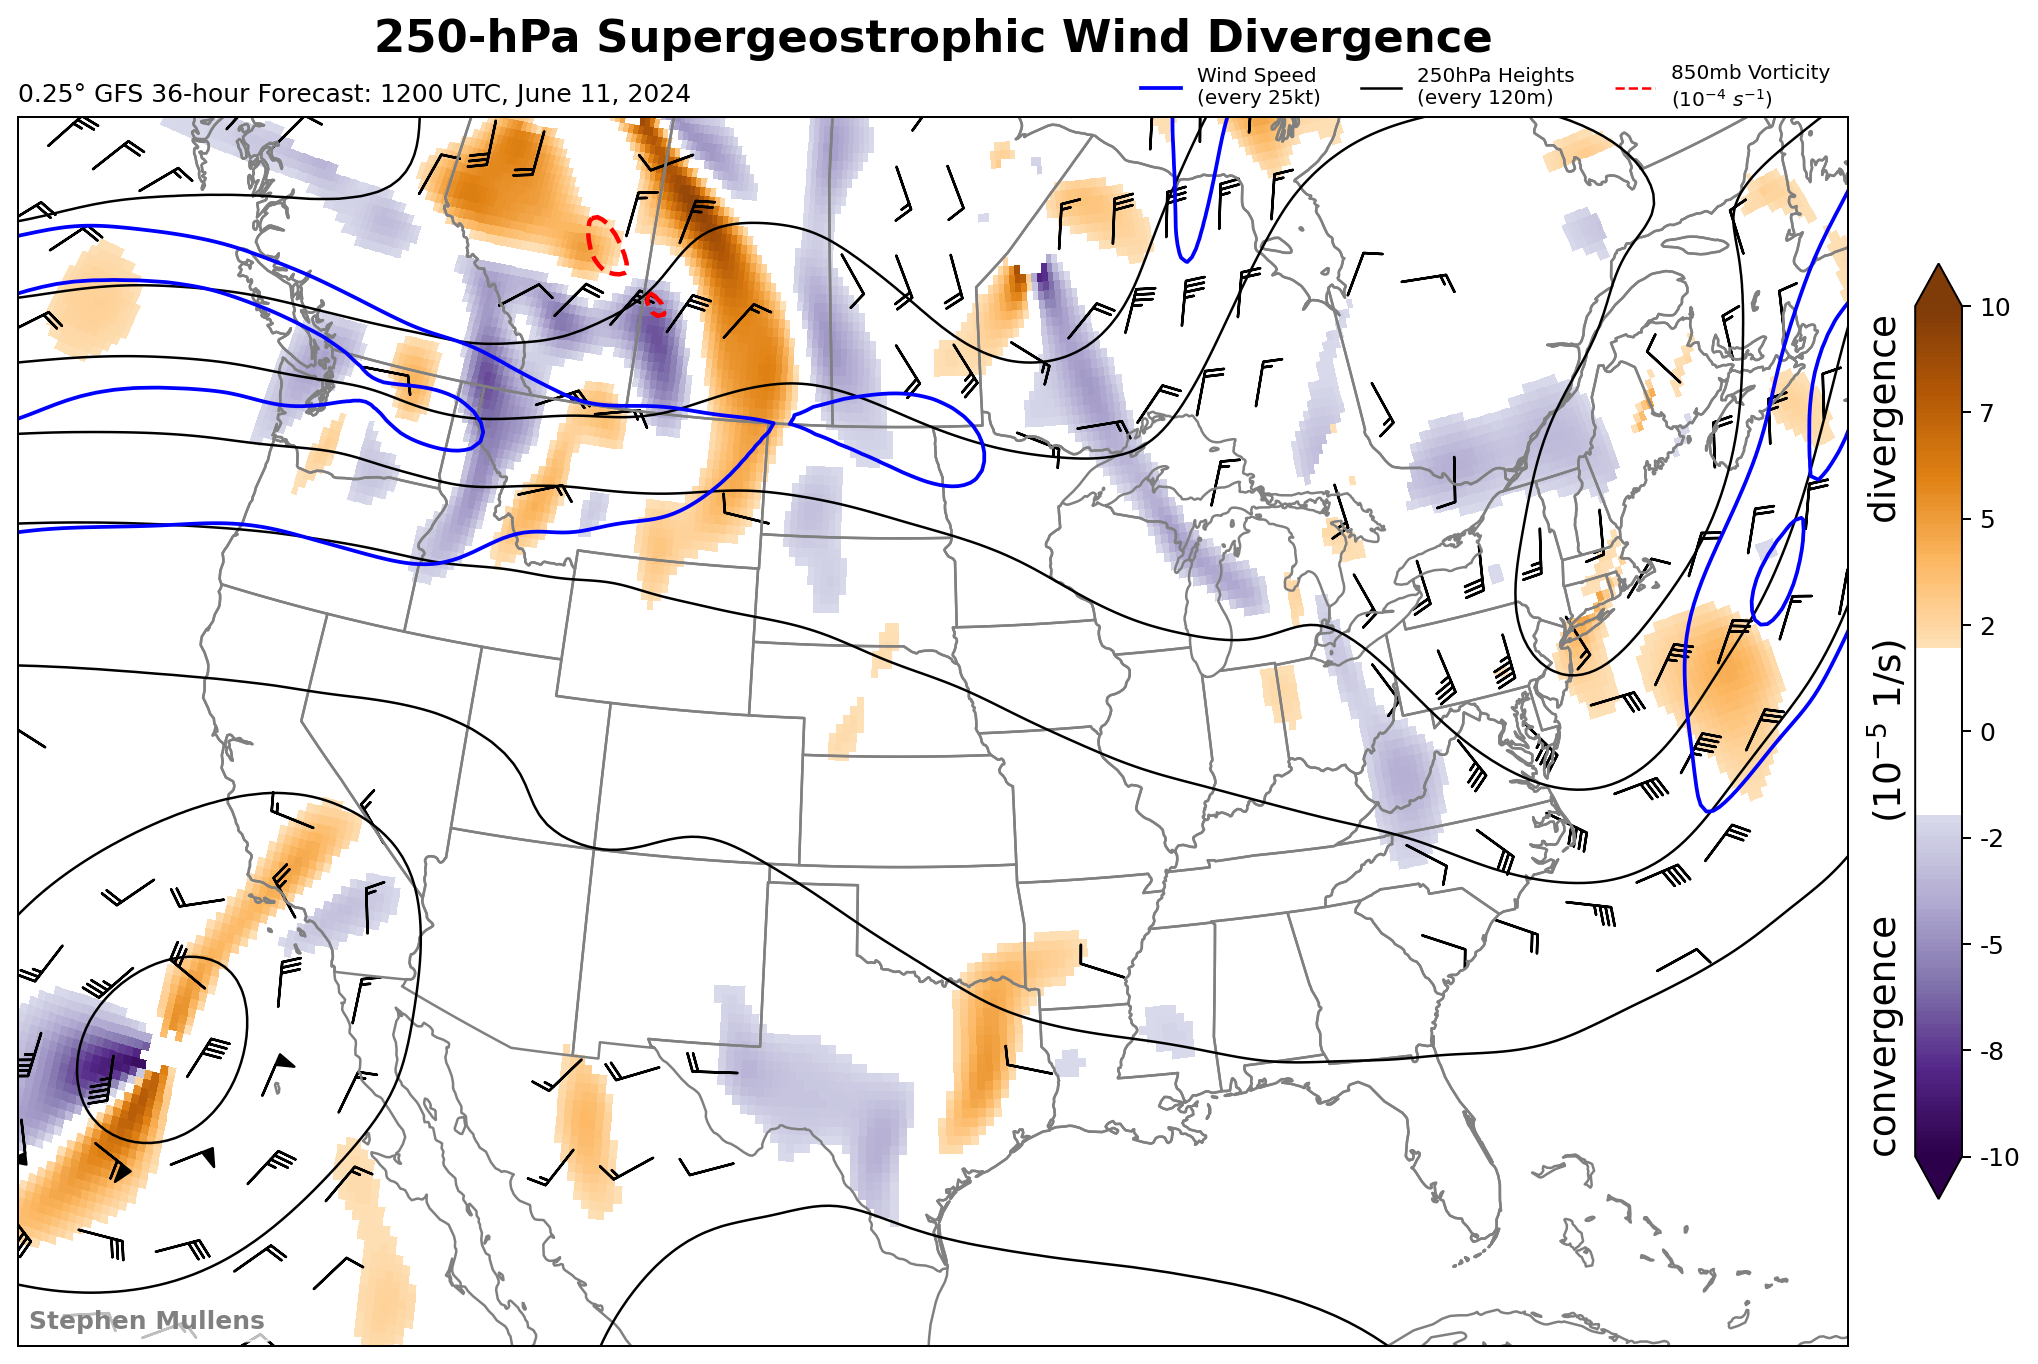 250-hPa Supergeostrophic Wind Divergence
0.25° GFS 36-hour Forecast: 1200 UTC, June 11, 2024
Wind Speed
(every 25kt)
250hPa Heights
(every 120m)
850mb Vorticity
(10⁻⁴ s⁻¹)
10
7
5
2
0
-2
-5
-8
-10
convergence (10⁻⁵ 1/s) divergence
Stephen Mullens